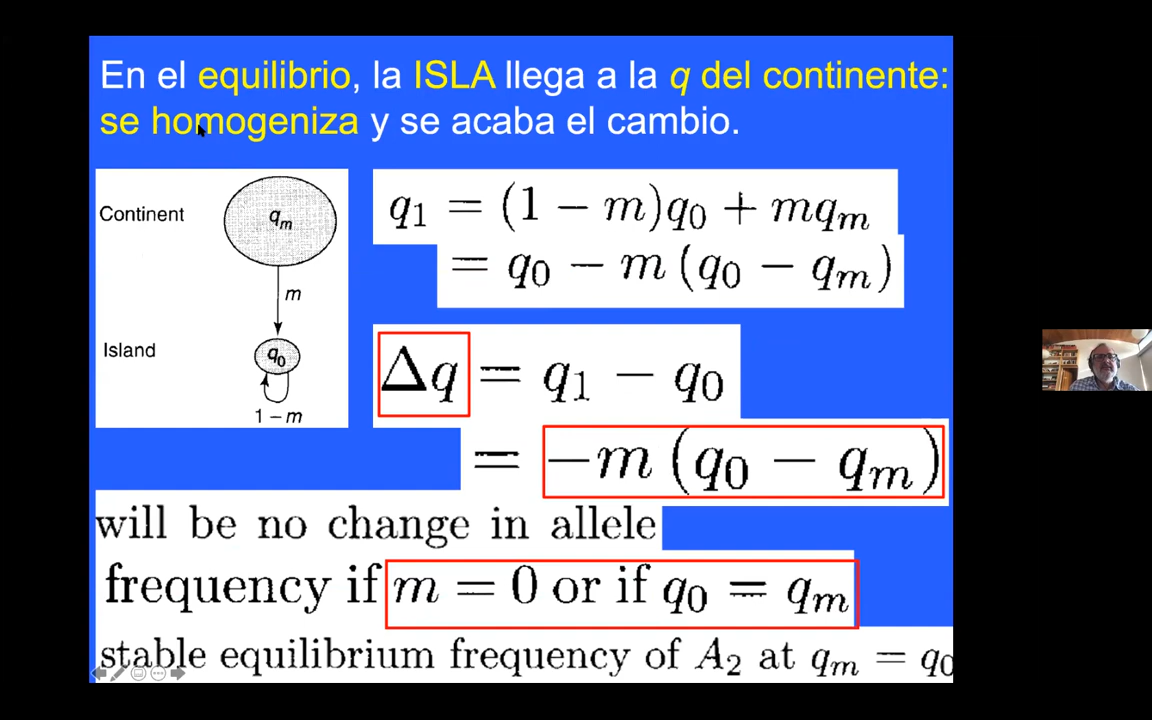 En el equilibrio, la ISLA llega a la q del continente:
se homogeniza y se acaba el cambio.
Continent
q_m
m
Island
q_0
1 − m
q_1 = (1 − m)q_0 + mq_m
= q_0 − m (q_0 − q_m)
Δq = q_1 − q_0
= −m (q_0 − q_m)
will be no change in allele
frequency if m = 0 or if q_0 = q_m
stable equilibrium frequency of A_2 at q_m = q_0